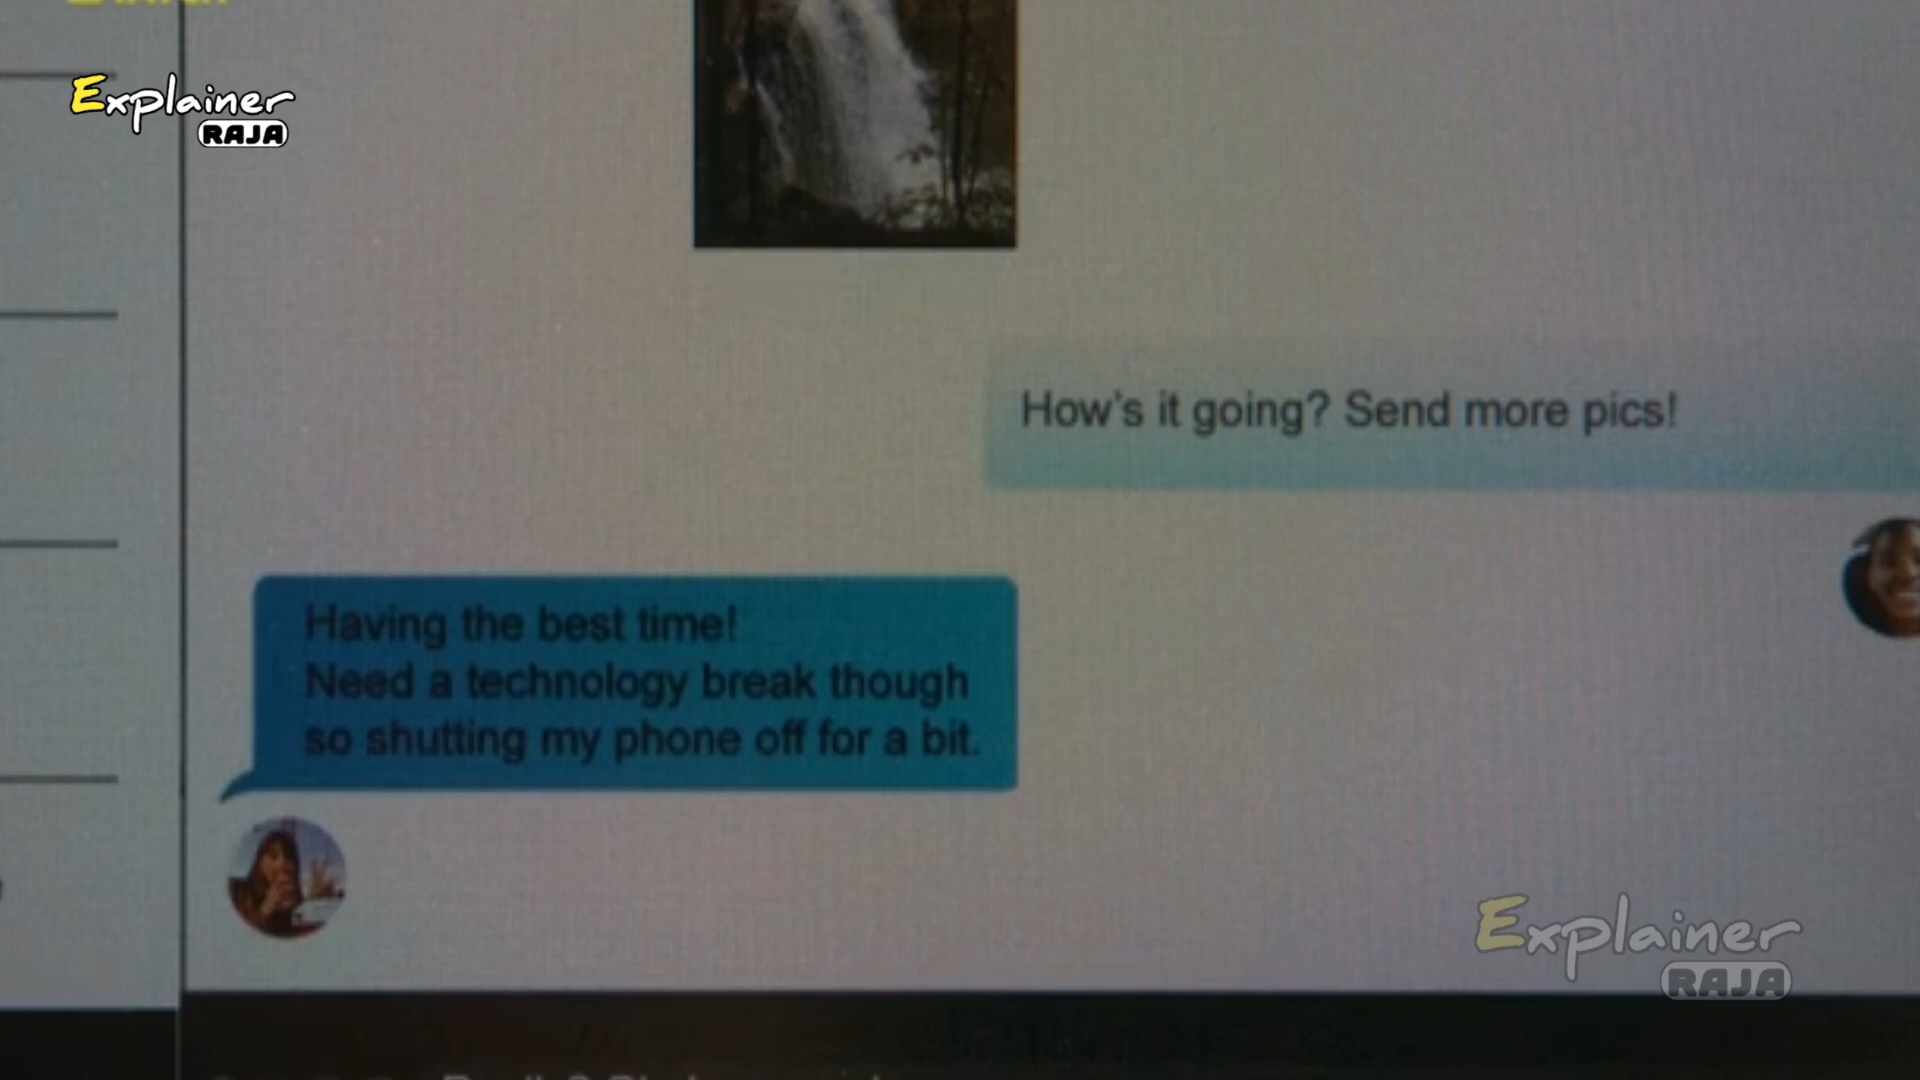 Explainer
RAJA
How's it going? Send more pics!
Having the best time!
Need a technology break though
so shutting my phone off for a bit.
Explainer
RAJA